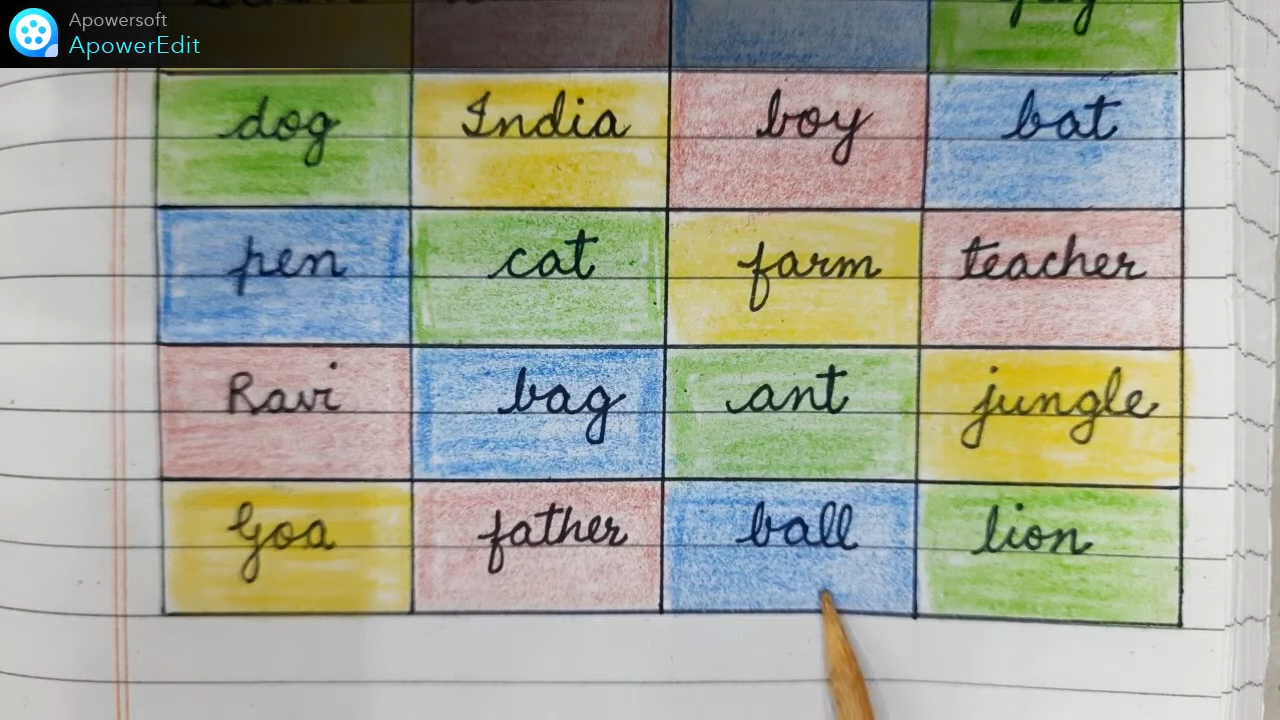 Apowersoft
ApowerEdit
dog India boy bat
pen cat farm teacher
Ravi bag ant jungle
Goa father ball lion